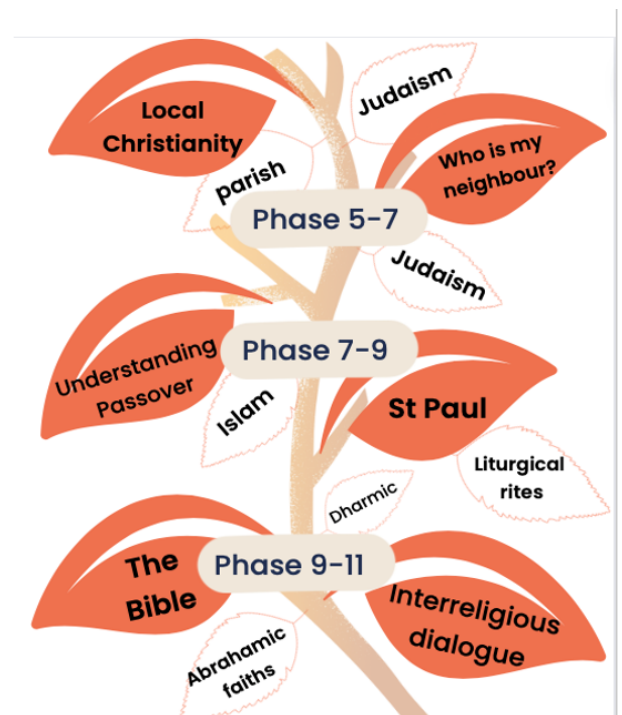 Local
Christianity
Judaism
Who is my
neighbour?
parish
Phase 5-7
Judaism
Phase 7-9
Understanding
Passover
Islam
St Paul
Liturgical
rites
Dharmic
Phase 9-11
The
Bible
Interreligious
dialogue
Abrahamic
faiths